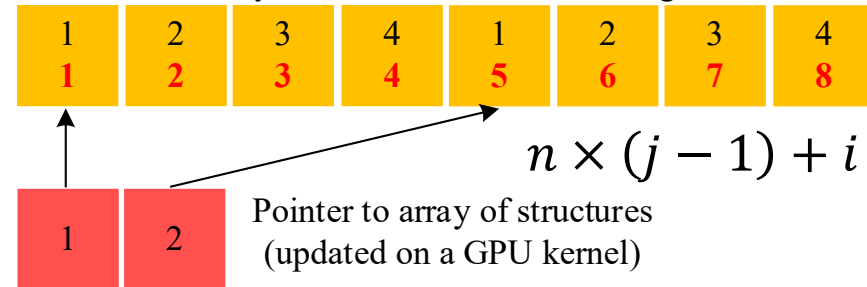 1 2 3 4 1 2 3 4
1 2 3 4 5 6 7 8
n × (j − 1) + i
1 2
Pointer to array of structures
(updated on a GPU kernel)